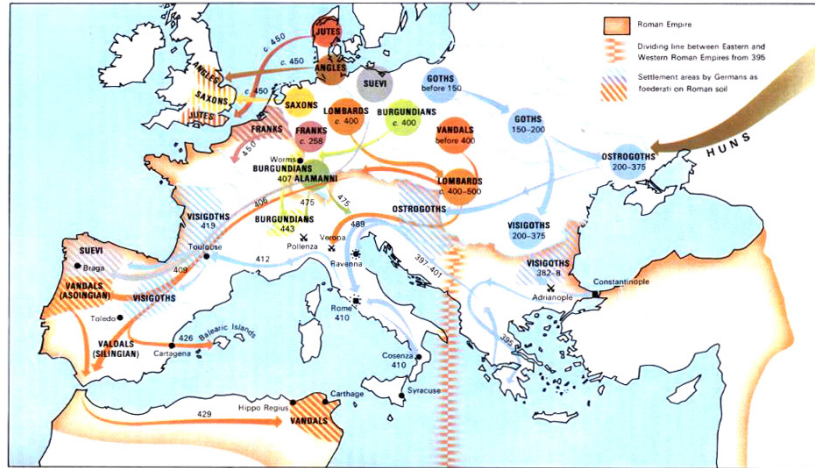 JUTES
c. 450
ANGLES
c. 450
ANGLES
SAXONS
c. 450
JUTES
SAXONS
SUEVI
GOTHS
before 150
GOTHS
150–200
OSTROGOTHS
200–375
HUNS
LOMBARDS
c. 400
BURGUNDIANS
c. 400
VANDALS
before 400
FRANKS
FRANKS
c. 258
450
Worms
BURGUNDIANS
407
ALAMANNI
LOMBARDS
c. 400–500
406
475
475
VISIGOTHS
419
BURGUNDIANS
443
OSTROGOTHS
VISIGOTHS
200–375
Pollenza
Verona
489
Ravenna
397–401
VISIGOTHS
382–8
Constantinople
Adrianople
SUEVI
Braga
Toulouse
412
409
VANDALS
(ASDINGIAN)
VISIGOTHS
Toledo
Rome
410
395
VALDALS
(SILINGIAN)
426
Balearic Islands
Cartagena
Cosenza
410
Syracuse
Hippo Regius
Carthage
429
VANDALS
Roman Empire
Dividing line between Eastern and
Western Roman Empires from 395
Settlement areas by Germans as
foederati on Roman soil